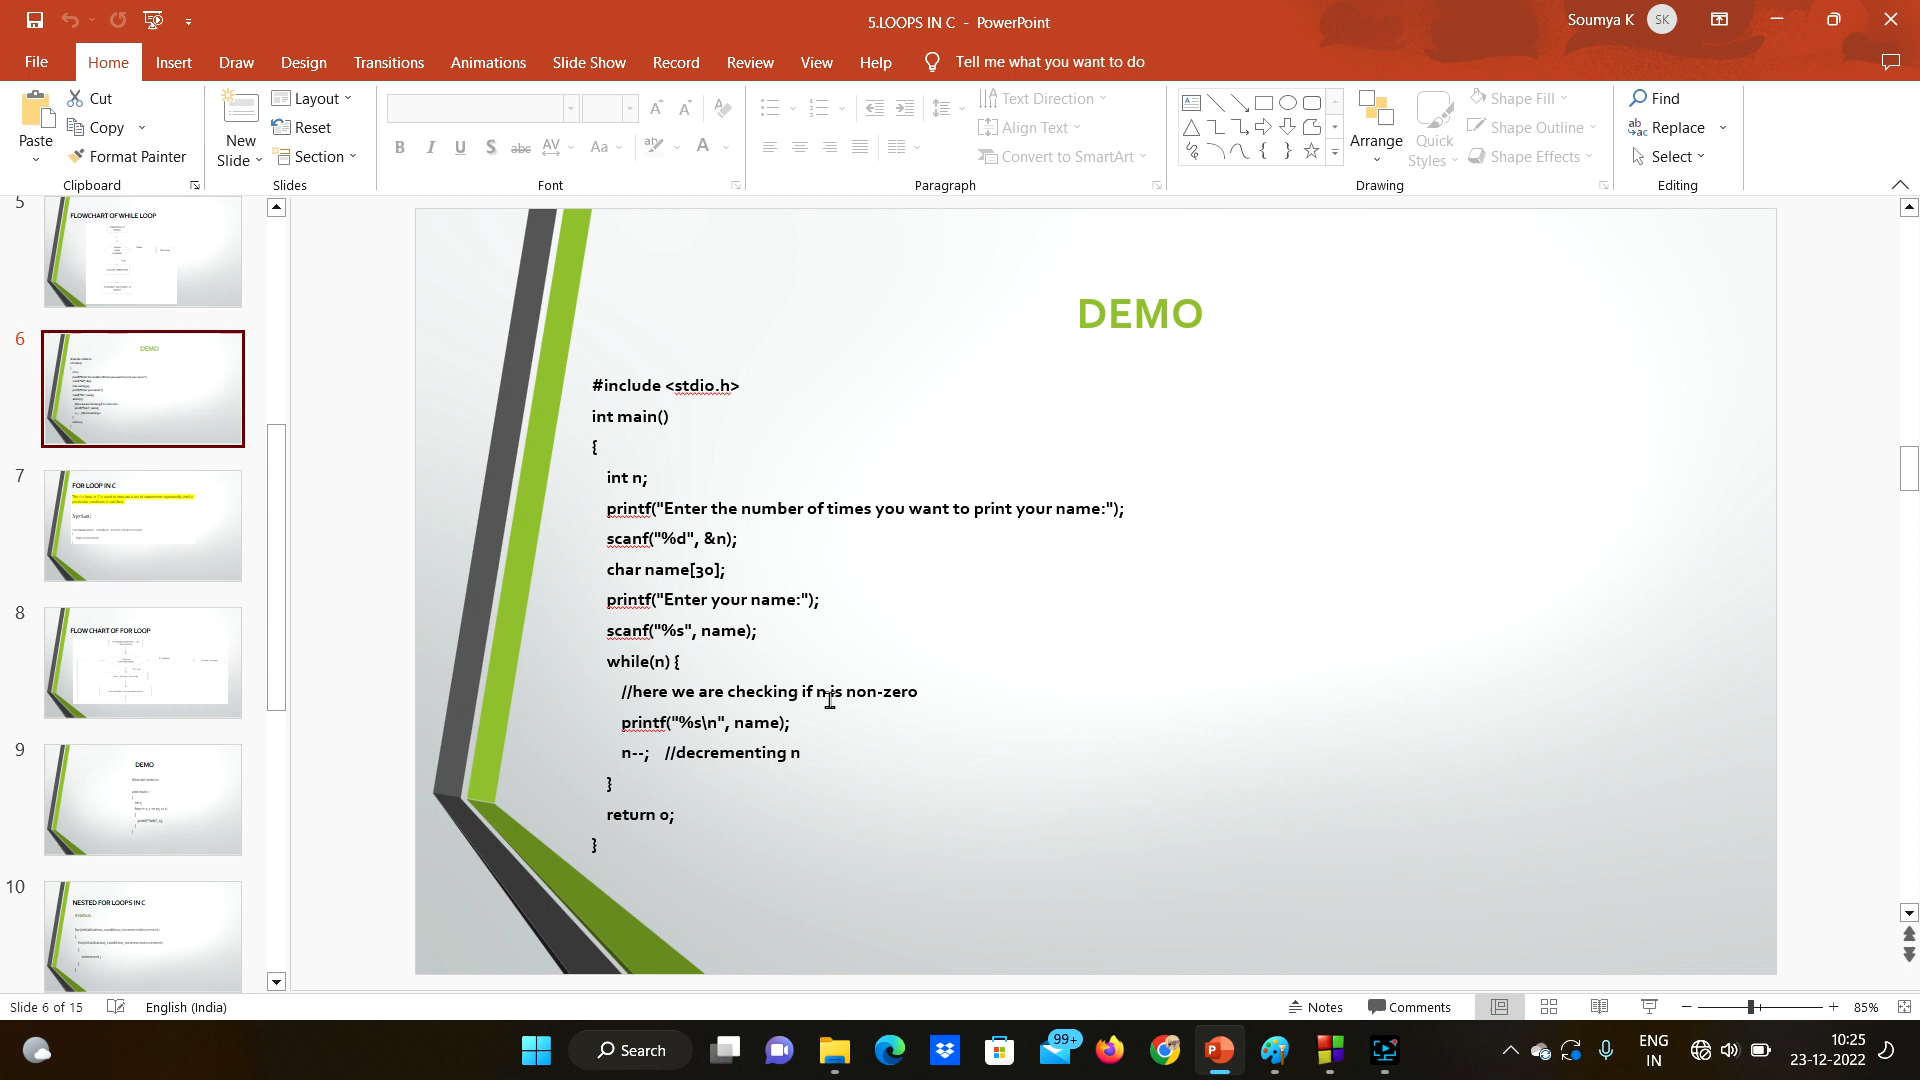 5.LOOPS IN C - PowerPoint
Soumya K
SK
File
Home
Insert
Draw
Design
Transitions
Animations
Slide Show
Record
Review
View
Help
Tell me what you want to do
Paste
Cut
Copy
Format Painter
Clipboard
New
Slide
Layout
Reset
Section
Slides
B I U S abc AV Aa A
Font
Paragraph
Text Direction
Align Text
Convert to SmartArt
Arrange
Quick
Styles
Shape Fill
Shape Outline
Shape Effects
Drawing
Find
Replace
Select
Editing
5
FLOWCHART OF WHILE LOOP
6
DEMO
7
FOR LOOP IN C
Syntax:
8
FLOW CHART OF FOR LOOP
9
DEMO
10
NESTED FOR LOOPS IN C
SYNTAX:
DEMO
#include <stdio.h>
int main()
{
int n;
printf("Enter the number of times you want to print your name:");
scanf("%d", &n);
char name[30];
printf("Enter your name:");
scanf("%s", name);
while(n) {
//here we are checking if n is non-zero
printf("%s\n", name);
n--; //decrementing n
}
return 0;
}
Slide 6 of 15
English (India)
Notes
Comments
85%
Search
99+
ENG
IN
10:25
23-12-2022